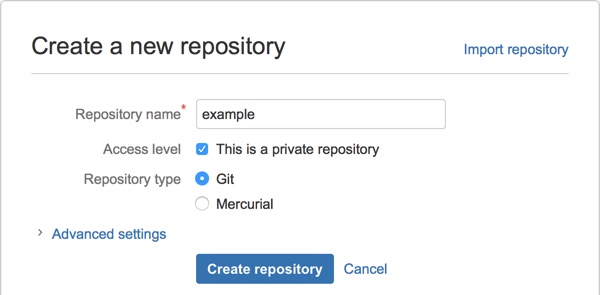 Create a new repository
Import repository
Repository name*
example
Access level
This is a private repository
Repository type
Git
Mercurial
Advanced settings
Create repository
Cancel